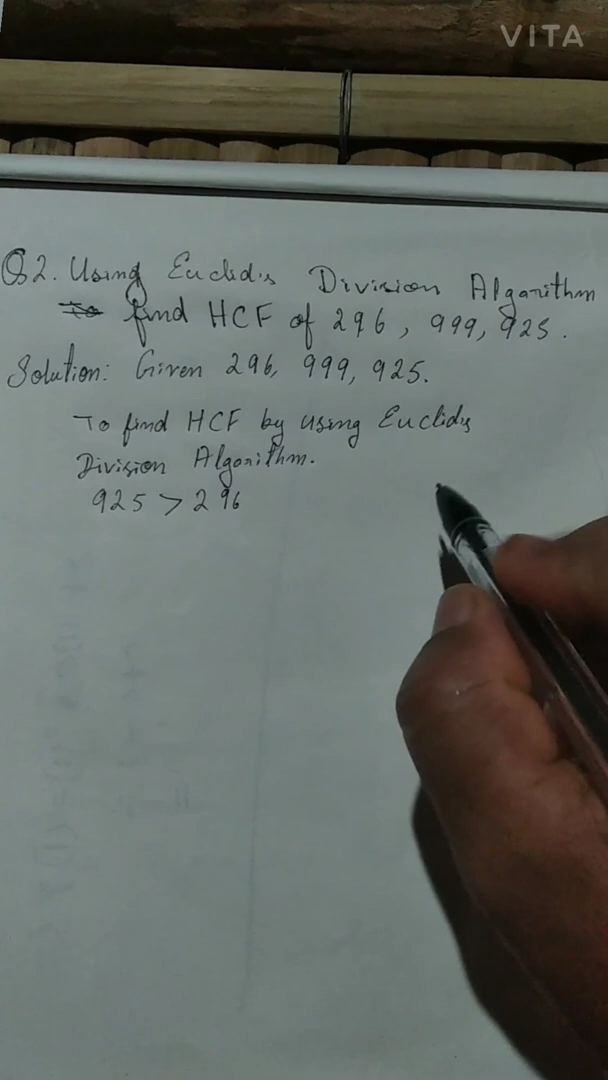 VITA
Q2. Using Euclid's Division Algorithm
To find HCF of 296, 999, 925.
Solution: Given 296, 999, 925.
To find HCF by using Euclid's
Division Algorithm.
925 > 296